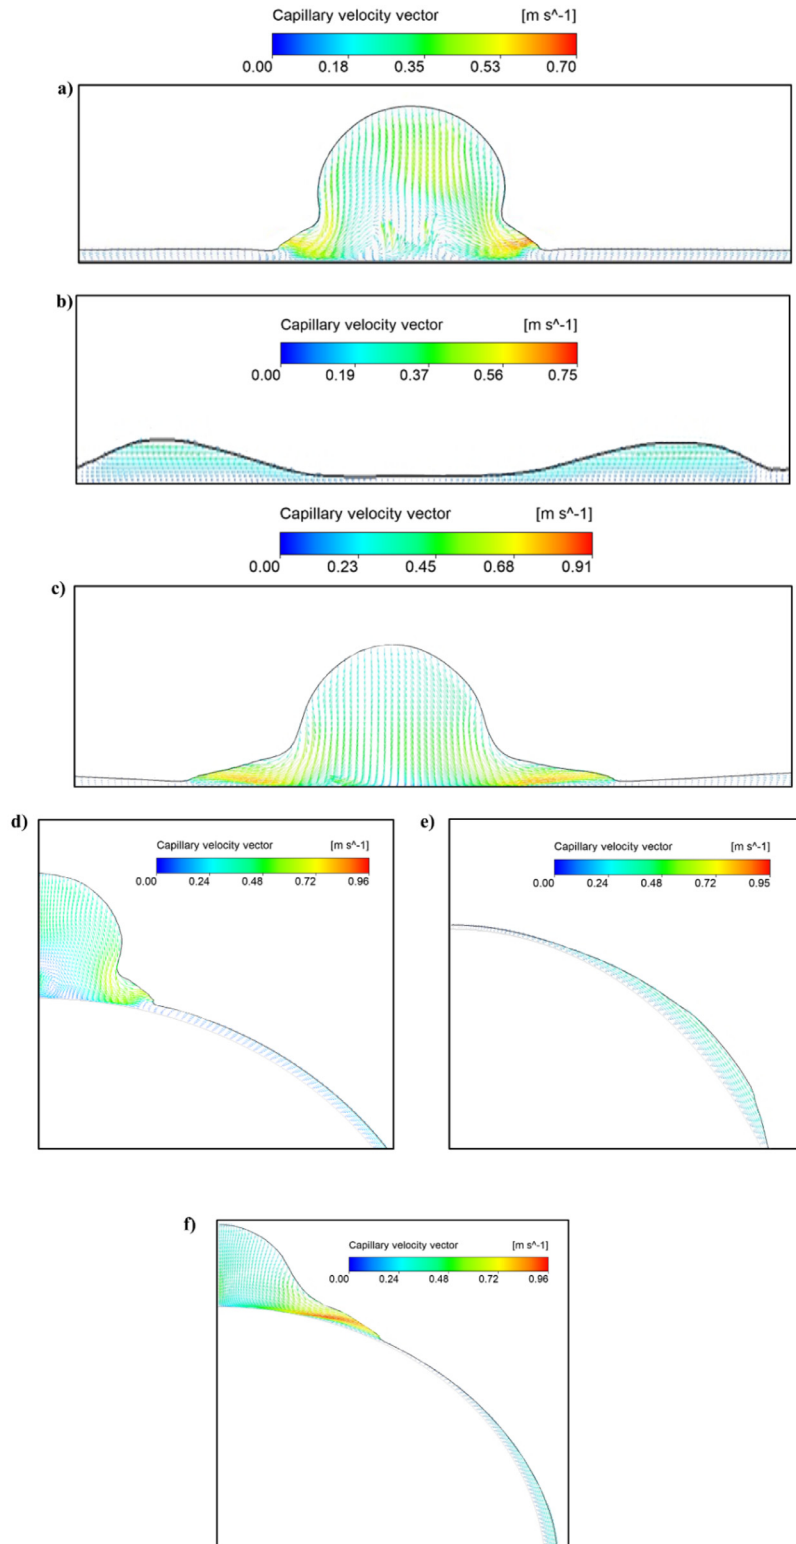 Capillary velocity vector [m s^-1]
0.00 0.18 0.35 0.53 0.70
a)
b)
Capillary velocity vector [m s^-1]
0.00 0.19 0.37 0.56 0.75
Capillary velocity vector [m s^-1]
0.00 0.23 0.45 0.68 0.91
c)
d)
Capillary velocity vector [m s^-1]
0.00 0.24 0.48 0.72 0.96
e)
Capillary velocity vector [m s^-1]
0.00 0.24 0.48 0.72 0.95
f)
Capillary velocity vector [m s^-1]
0.00 0.24 0.48 0.72 0.96